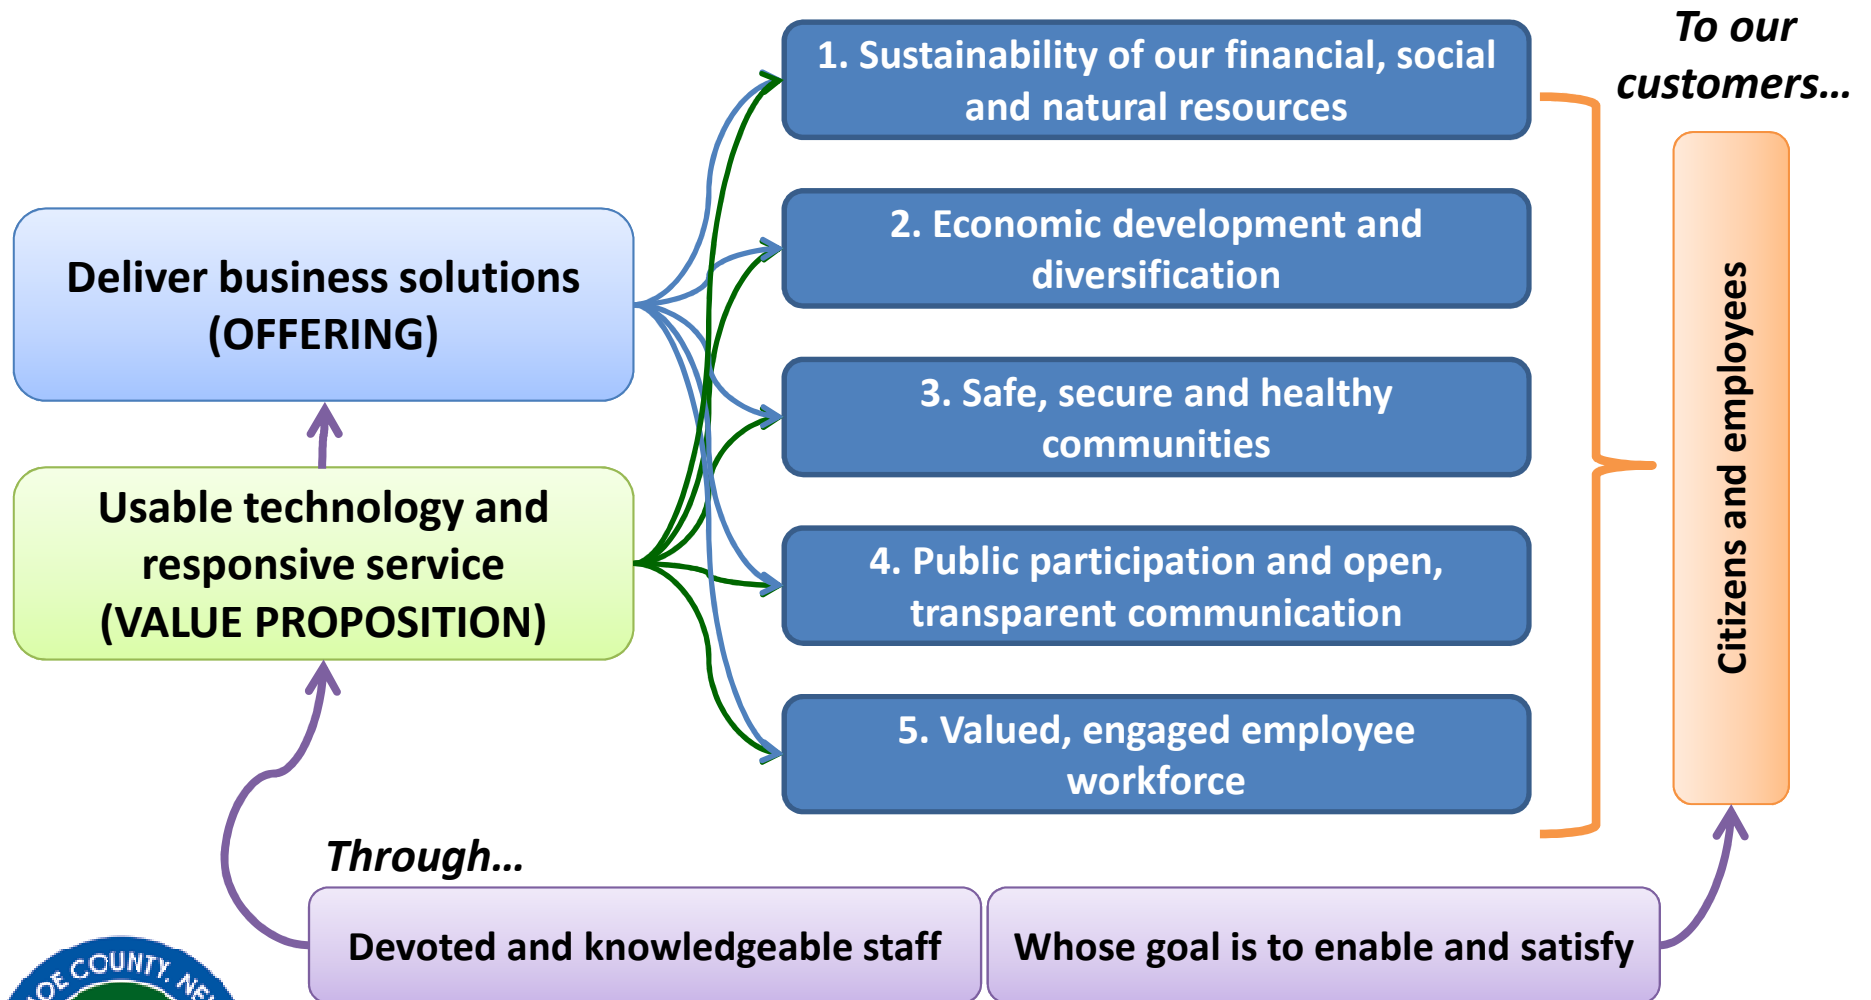 To our
customers...
1. Sustainability of our financial, social
and natural resources
2. Economic development and
diversification
Deliver business solutions
(OFFERING)
3. Safe, secure and healthy
communities
Usable technology and
responsive service
(VALUE PROPOSITION)
4. Public participation and open,
transparent communication
5. Valued, engaged employee
workforce
Citizens and employees
Through...
Devoted and knowledgeable staff
Whose goal is to enable and satisfy
COUNTY,